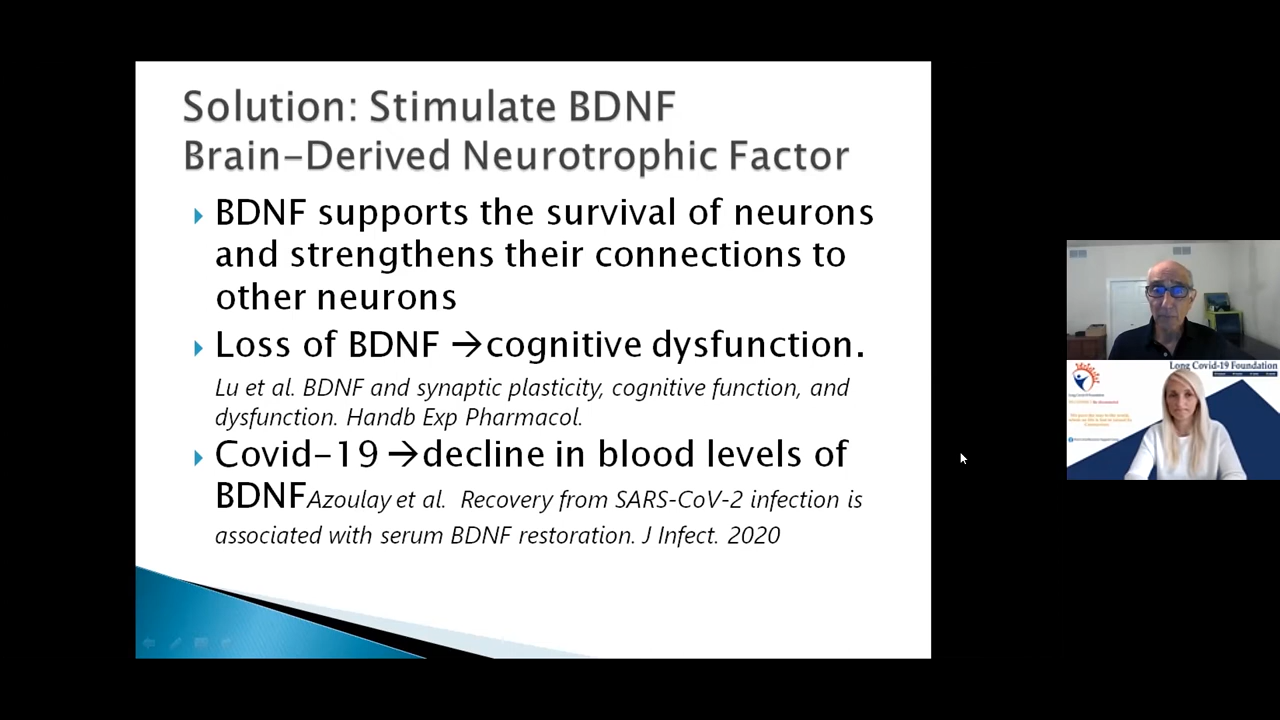 Solution: Stimulate BDNF
Brain-Derived Neurotrophic Factor
BDNF supports the survival of neurons
and strengthens their connections to
other neurons
Loss of BDNF →cognitive dysfunction.
Lu et al. BDNF and synaptic plasticity, cognitive function, and
dysfunction. Handb Exp Pharmacol.
Covid-19 →decline in blood levels of
BDNFAzoulay et al. Recovery from SARS-CoV-2 infection is
associated with serum BDNF restoration. J Infect. 2020
Long Covid-19 Foundation